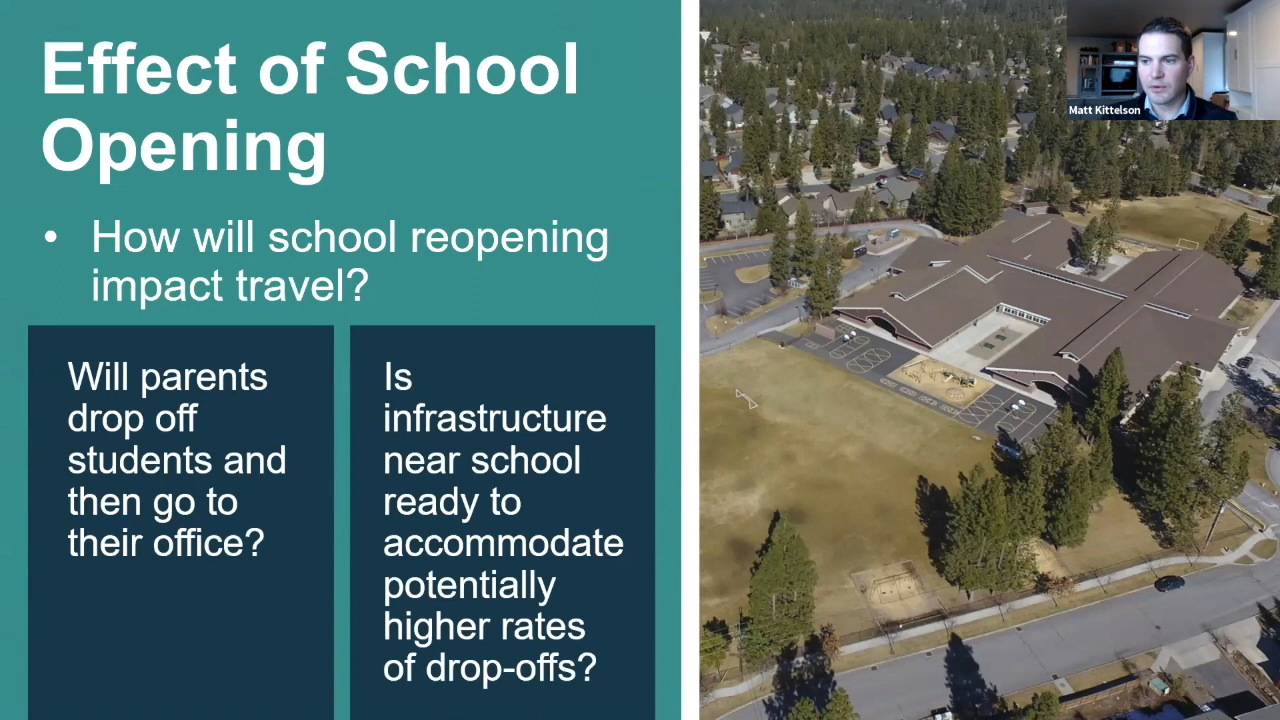 Effect of School
Opening
• How will school reopening
impact travel?
Will parents
drop off
students and
then go to
their office?
Is
infrastructure
near school
ready to
accommodate
potentially
higher rates
of drop-offs?
Matt Kittelson